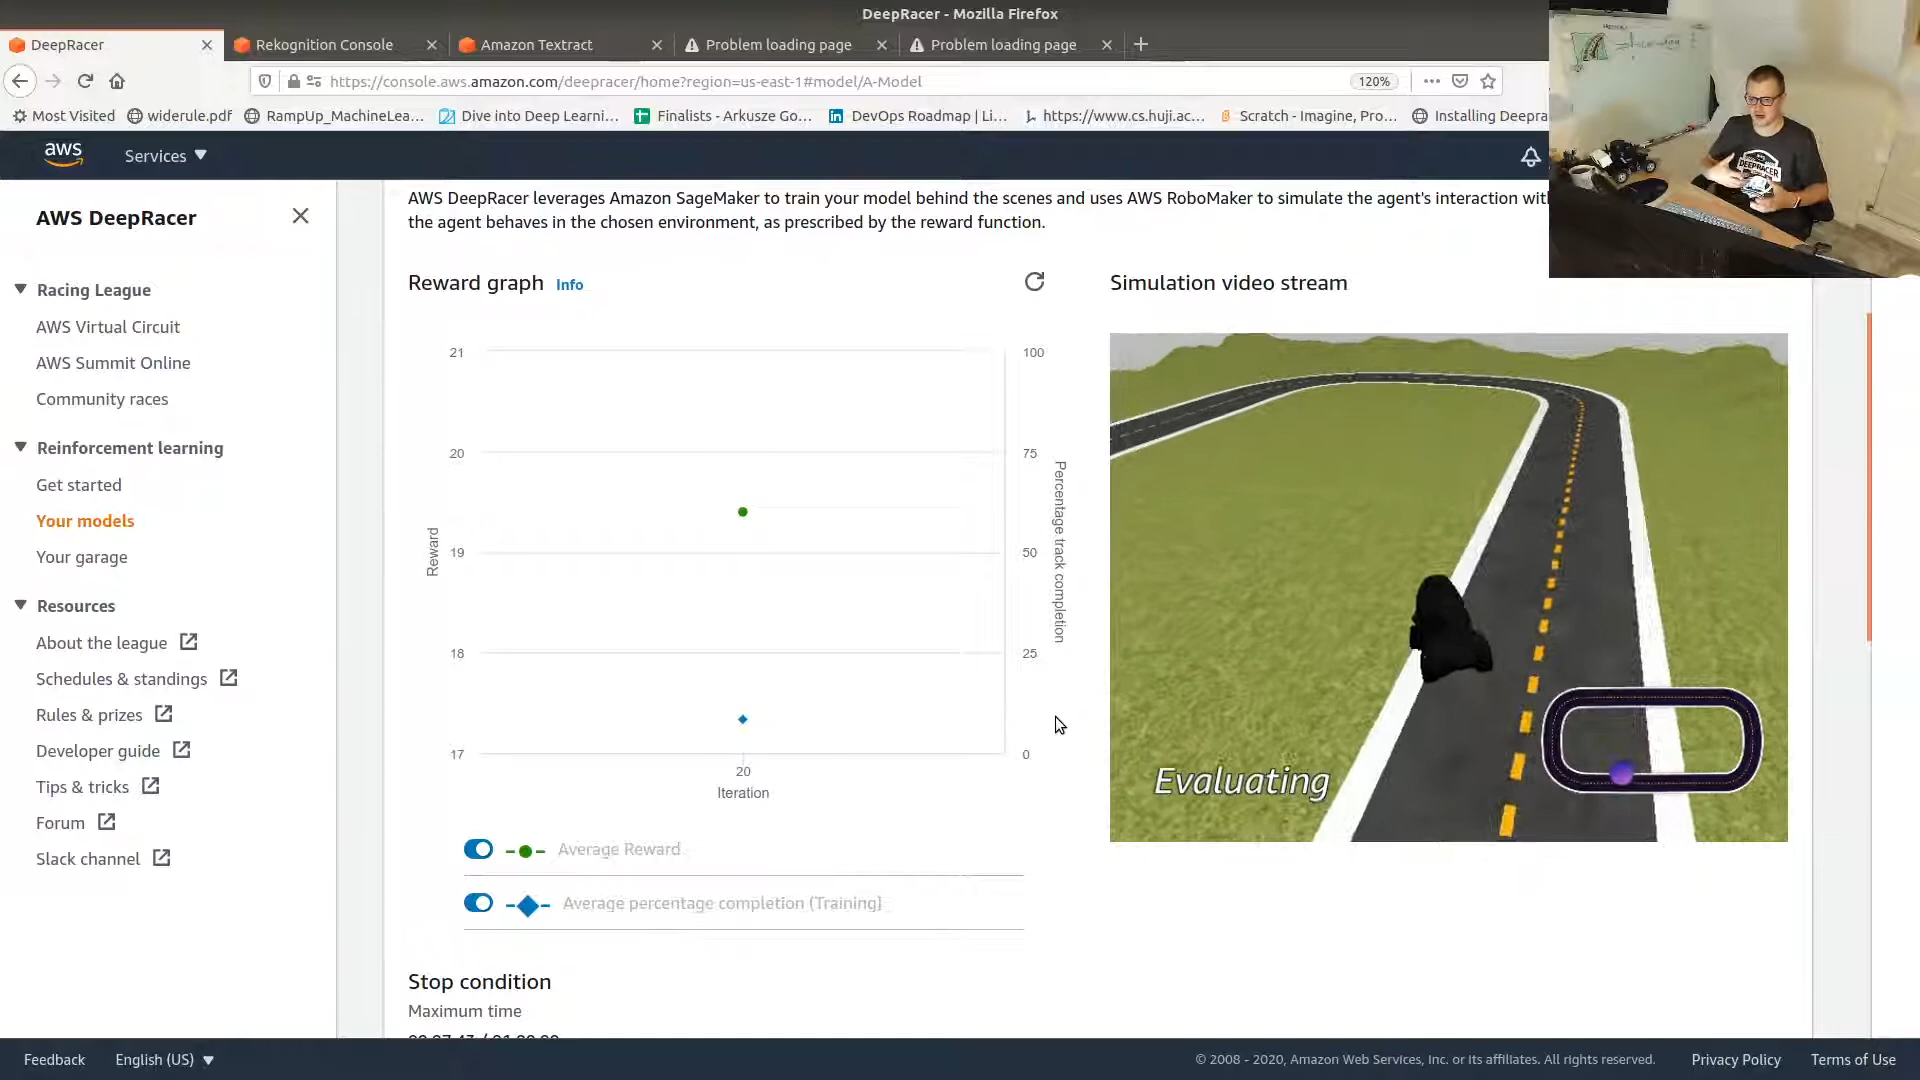 DeepRacer - Mozilla Firefox
DeepRacer
Rekognition Console
Amazon Textract
Problem loading page
Problem loading page
https://console.aws.amazon.com/deepracer/home?region=us-east-1#model/A-Model
120%
Most Visited
widerule.pdf
RampUp_MachineLea...
Dive into Deep Learni...
Finalists - Arkusze Go...
DevOps Roadmap | Li...
https://www.cs.huji.ac...
Scratch - Imagine, Pro...
Installing Deepra
aws
Services
AWS DeepRacer
Racing League
AWS Virtual Circuit
AWS Summit Online
Community races
Reinforcement learning
Get started
Your models
Your garage
Resources
About the league
Schedules & standings
Rules & prizes
Developer guide
Tips & tricks
Forum
Slack channel
AWS DeepRacer leverages Amazon SageMaker to train your model behind the scenes and uses AWS RoboMaker to simulate the agent's interaction wit
the agent behaves in the chosen environment, as prescribed by the reward function.
Reward graph Info
21
20
19
18
17
Reward
100
75
50
25
0
Percentage track completion
20
Iteration
Average Reward
Average percentage completion (Training)
Simulation video stream
Evaluating
DEEPRACER
Stop condition
Maximum time
Feedback
English (US)
© 2008 - 2020, Amazon Web Services, Inc. or its affiliates. All rights reserved.
Privacy Policy
Terms of Use